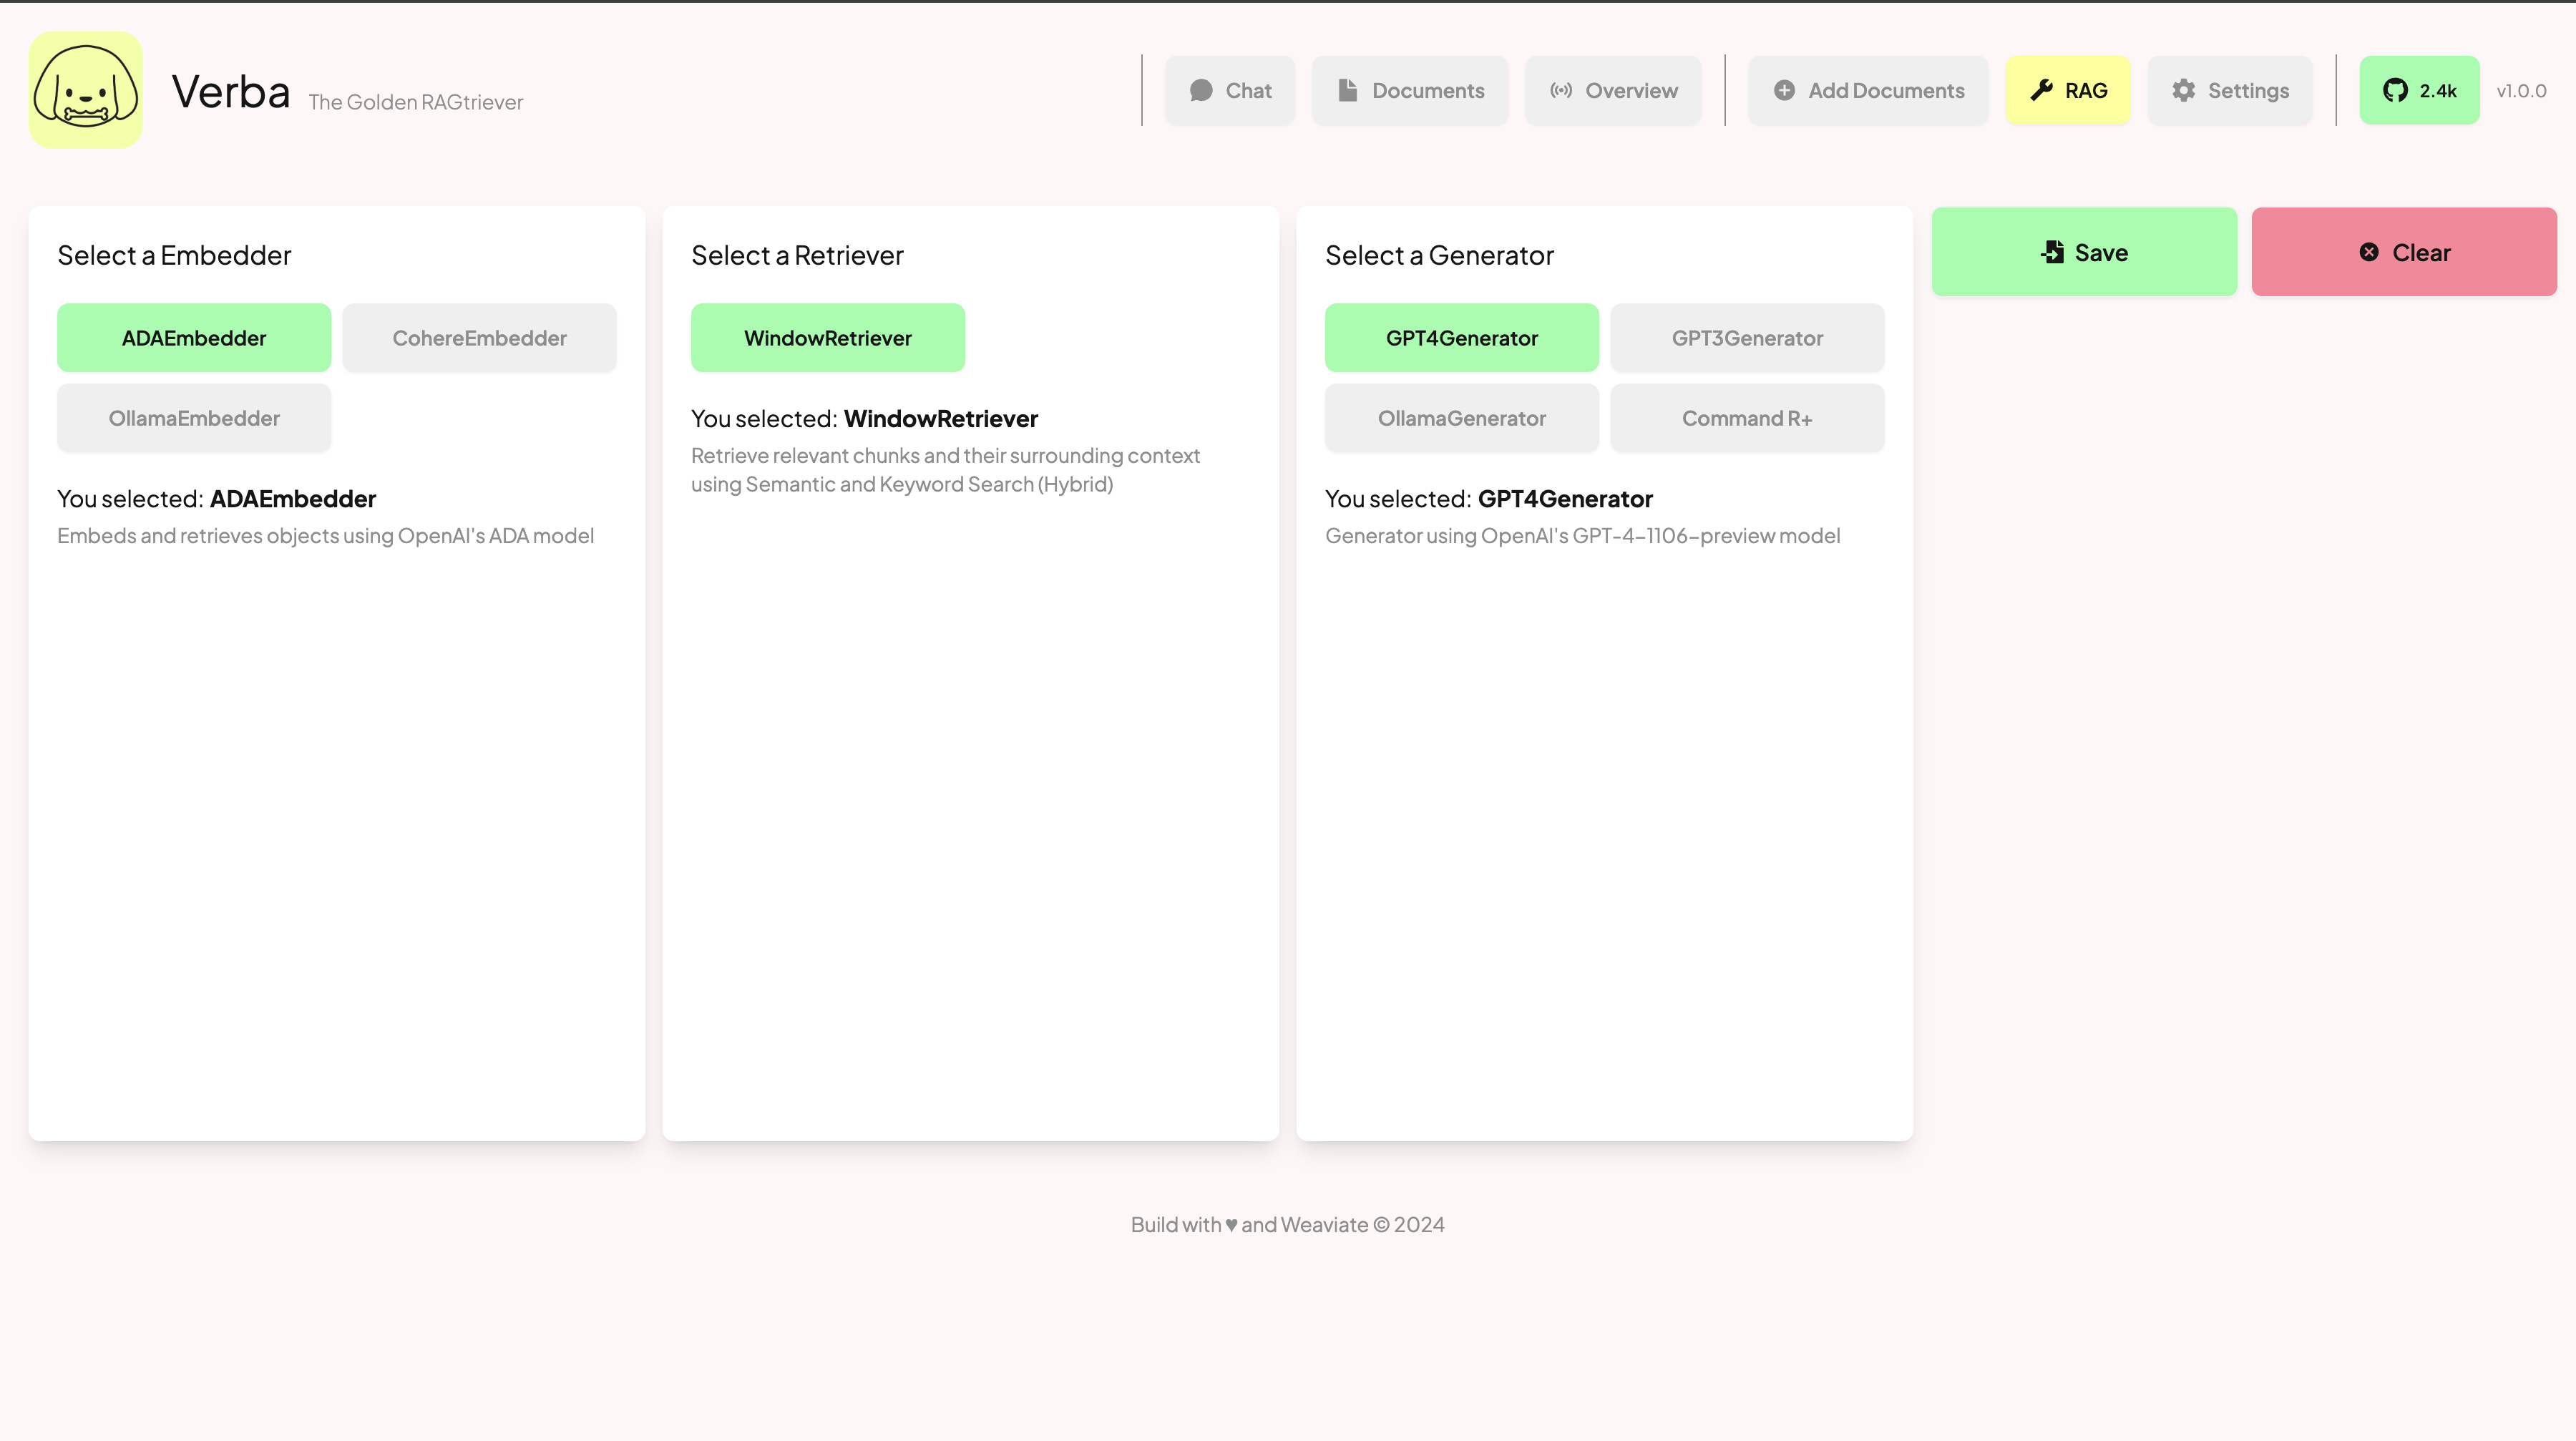 Verba The Golden RAGtriever
Chat Documents Overview Add Documents RAG Settings 2.4k v1.0.0
Select a Embedder
ADAEmbedder CohereEmbedder
OllamaEmbedder
You selected: ADAEmbedder
Embeds and retrieves objects using OpenAI's ADA model
Select a Retriever
WindowRetriever
You selected: WindowRetriever
Retrieve relevant chunks and their surrounding context
using Semantic and Keyword Search (Hybrid)
Select a Generator
GPT4Generator GPT3Generator
OllamaGenerator Command R+
You selected: GPT4Generator
Generator using OpenAI's GPT-4-1106-preview model
Save Clear
Build with ♥ and Weaviate © 2024